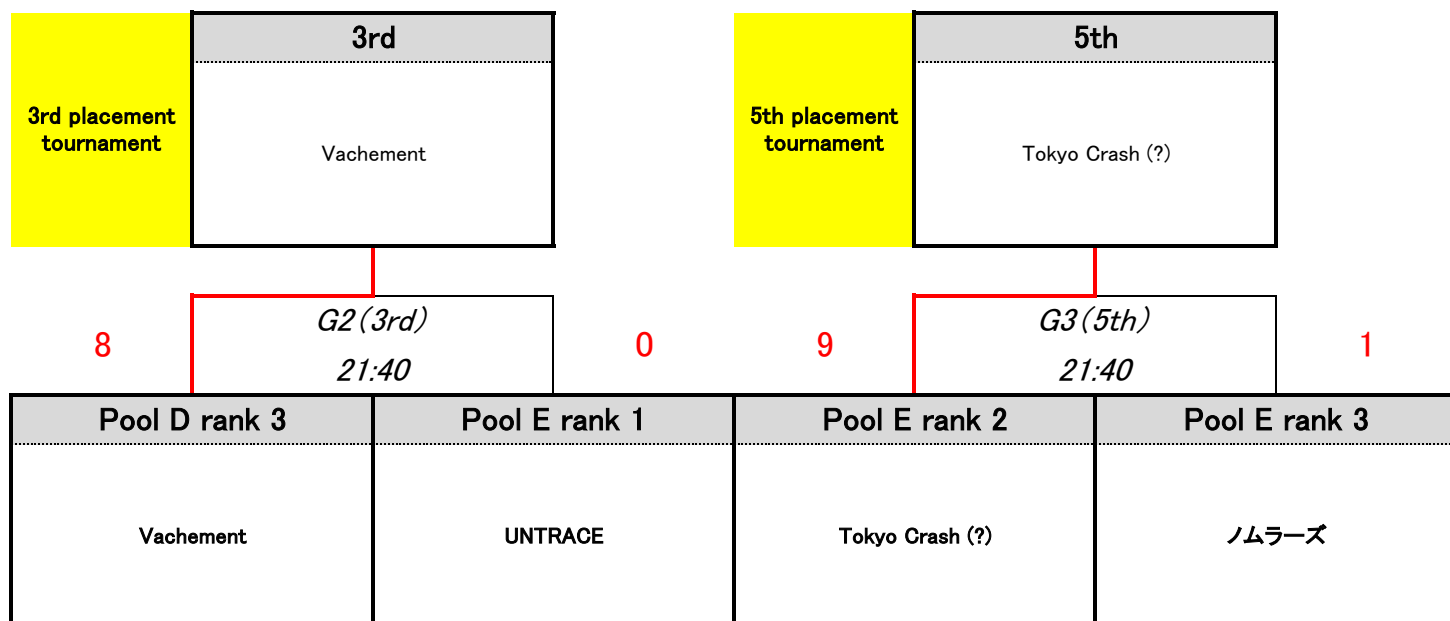 3rd
5th
3rd placement
tournament
Vachement
5th placement
tournament
Tokyo Crash (?)
8
G2(3rd)
21:40
0
9
G3(5th)
21:40
1
Pool D rank 3
Pool E rank 1
Pool E rank 2
Pool E rank 3
Vachement
UNTRACE
Tokyo Crash (?)
ノムラーズ